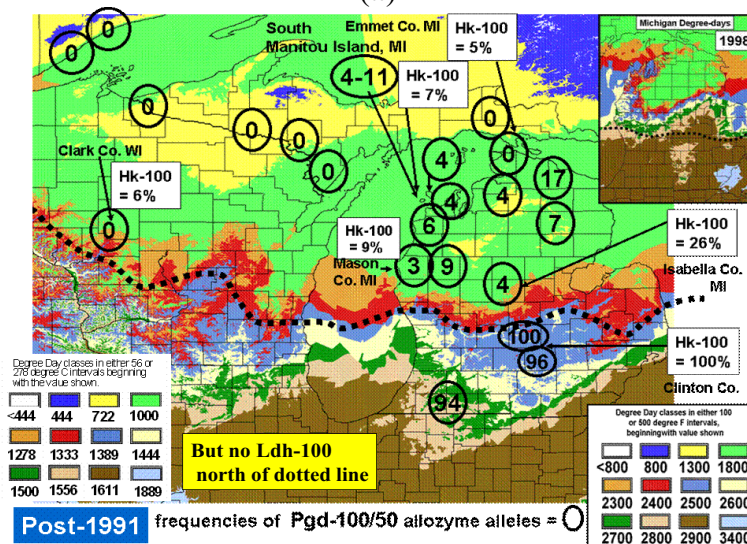 Emmet Co. MI
South
Manitou Island, MI
Hk-100
= 5%
Michigan Degree-days
1998
0
0
4-11
Hk-100
= 7%
0
0
0
0
0
0
4
17
Clark Co. WI
Hk-100
= 6%
4
4
6
7
0
Hk-100
= 9%
Hk-100
= 26%
3
9
Mason
Co. MI
4
Isabella Co.
MI
100
96
Hk-100
= 100%
Clinton Co.
94
Degree Day classes in either 56 or
278 degree C intervals beginning
with the value shown.
<444 444 722 1000
1278 1333 1389 1444
1500 1556 1611 1889
But no Ldh-100
north of dotted line
Degree Day classes in either 100
or 500 degree F intervals,
beginningwith value shown
<800 800 1300 1800
2300 2400 2500 2600
2700 2800 2900 3400
Post-1991 frequencies of Pgd-100/50 allozyme alleles = O